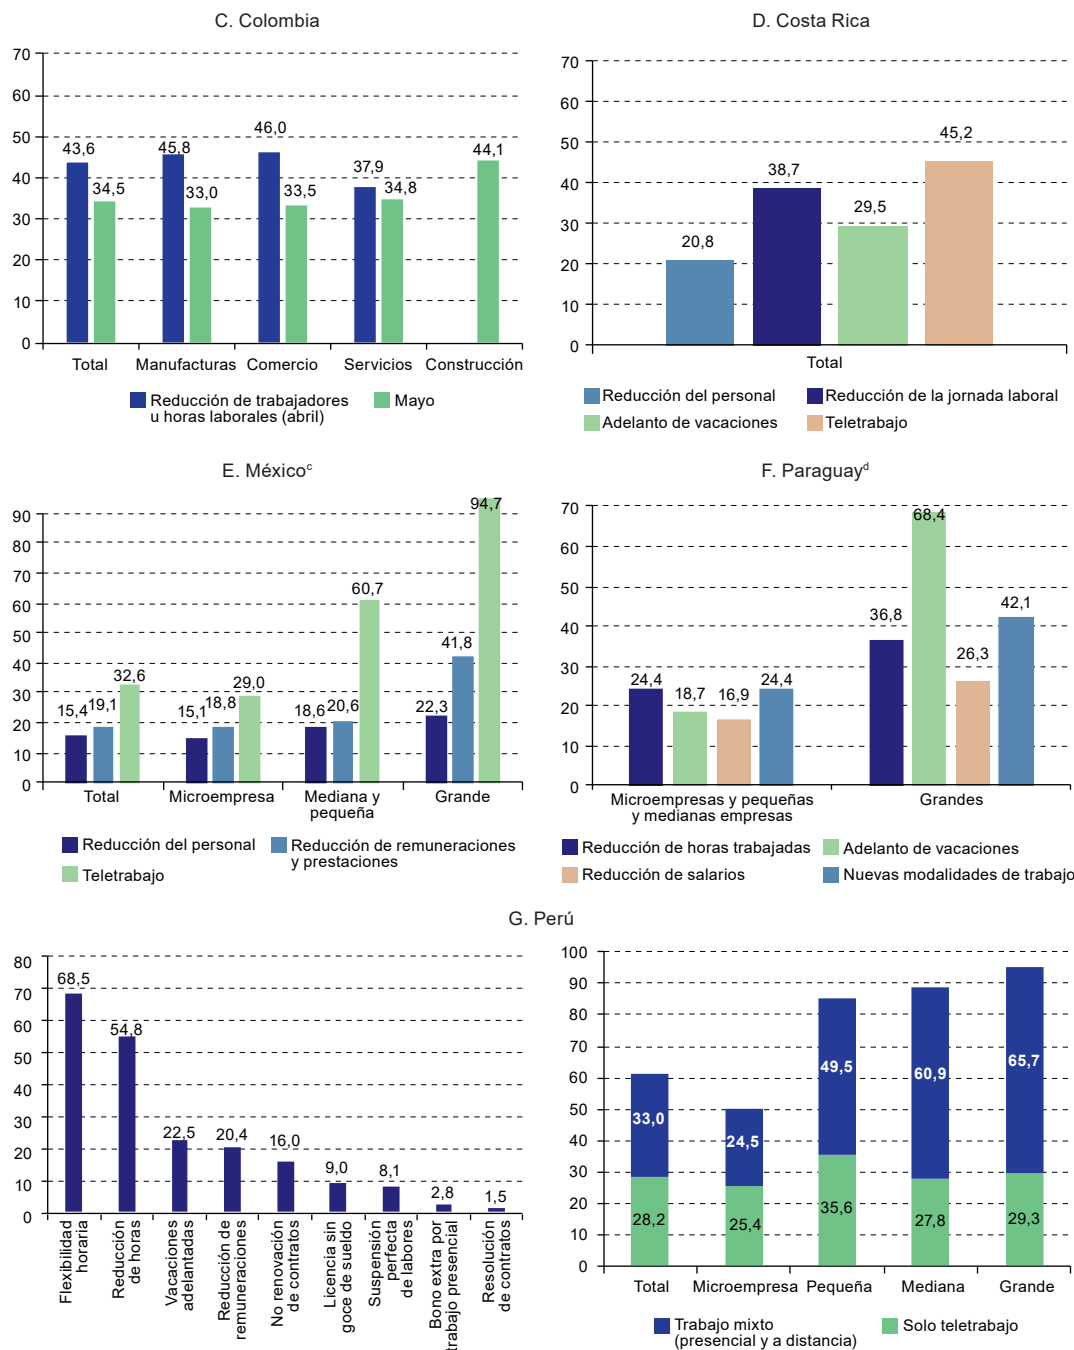 C. Colombia
70
60
50
40
30
20
10
0
43,6
34,5
45,8
33,0
46,0
33,5
37,9
34,8
44,1
Total
Manufacturas
Comercio
Servicios
Construcción
Reducción de trabajadores
u horas laborales (abril)
Mayo
D. Costa Rica
70
60
50
40
30
20
10
0
20,8
38,7
29,5
45,2
Total
Reducción del personal
Reducción de la jornada laboral
Adelanto de vacaciones
Teletrabajo
E. Méxicoᶜ
90
80
70
60
50
40
30
20
10
0
15,4
19,1
32,6
15,1
18,8
29,0
18,6
20,6
60,7
22,3
41,8
94,7
Total
Microempresa
Mediana y
pequeña
Grande
Reducción del personal
Reducción de remuneraciones
y prestaciones
Teletrabajo
F. Paraguayᵈ
70
60
50
40
30
20
10
0
24,4
18,7
16,9
24,4
36,8
68,4
26,3
42,1
Microempresas y pequeñas
y medianas empresas
Grandes
Reducción de horas trabajadas
Adelanto de vacaciones
Reducción de salarios
Nuevas modalidades de trabajo
G. Perú
80
70
60
50
40
30
20
10
0
68,5
54,8
22,5
20,4
16,0
9,0
8,1
2,8
1,5
Flexibilidad
horaria
Reducción
de horas
Vacaciones
adelantadas
Reducción de
remuneraciones
No renovación
de contratos
Licencia sin
goce de sueldo
Suspensión
perfecta
de labores
Bono extra por
trabajo presencial
Resolución
de contratos
100
90
80
70
60
50
40
30
20
10
0
33,0
28,2
24,5
25,4
49,5
35,6
60,9
27,8
65,7
29,3
Total
Microempresa
Pequeña
Mediana
Grande
Trabajo mixto
(presencial y a distancia)
Solo teletrabajo